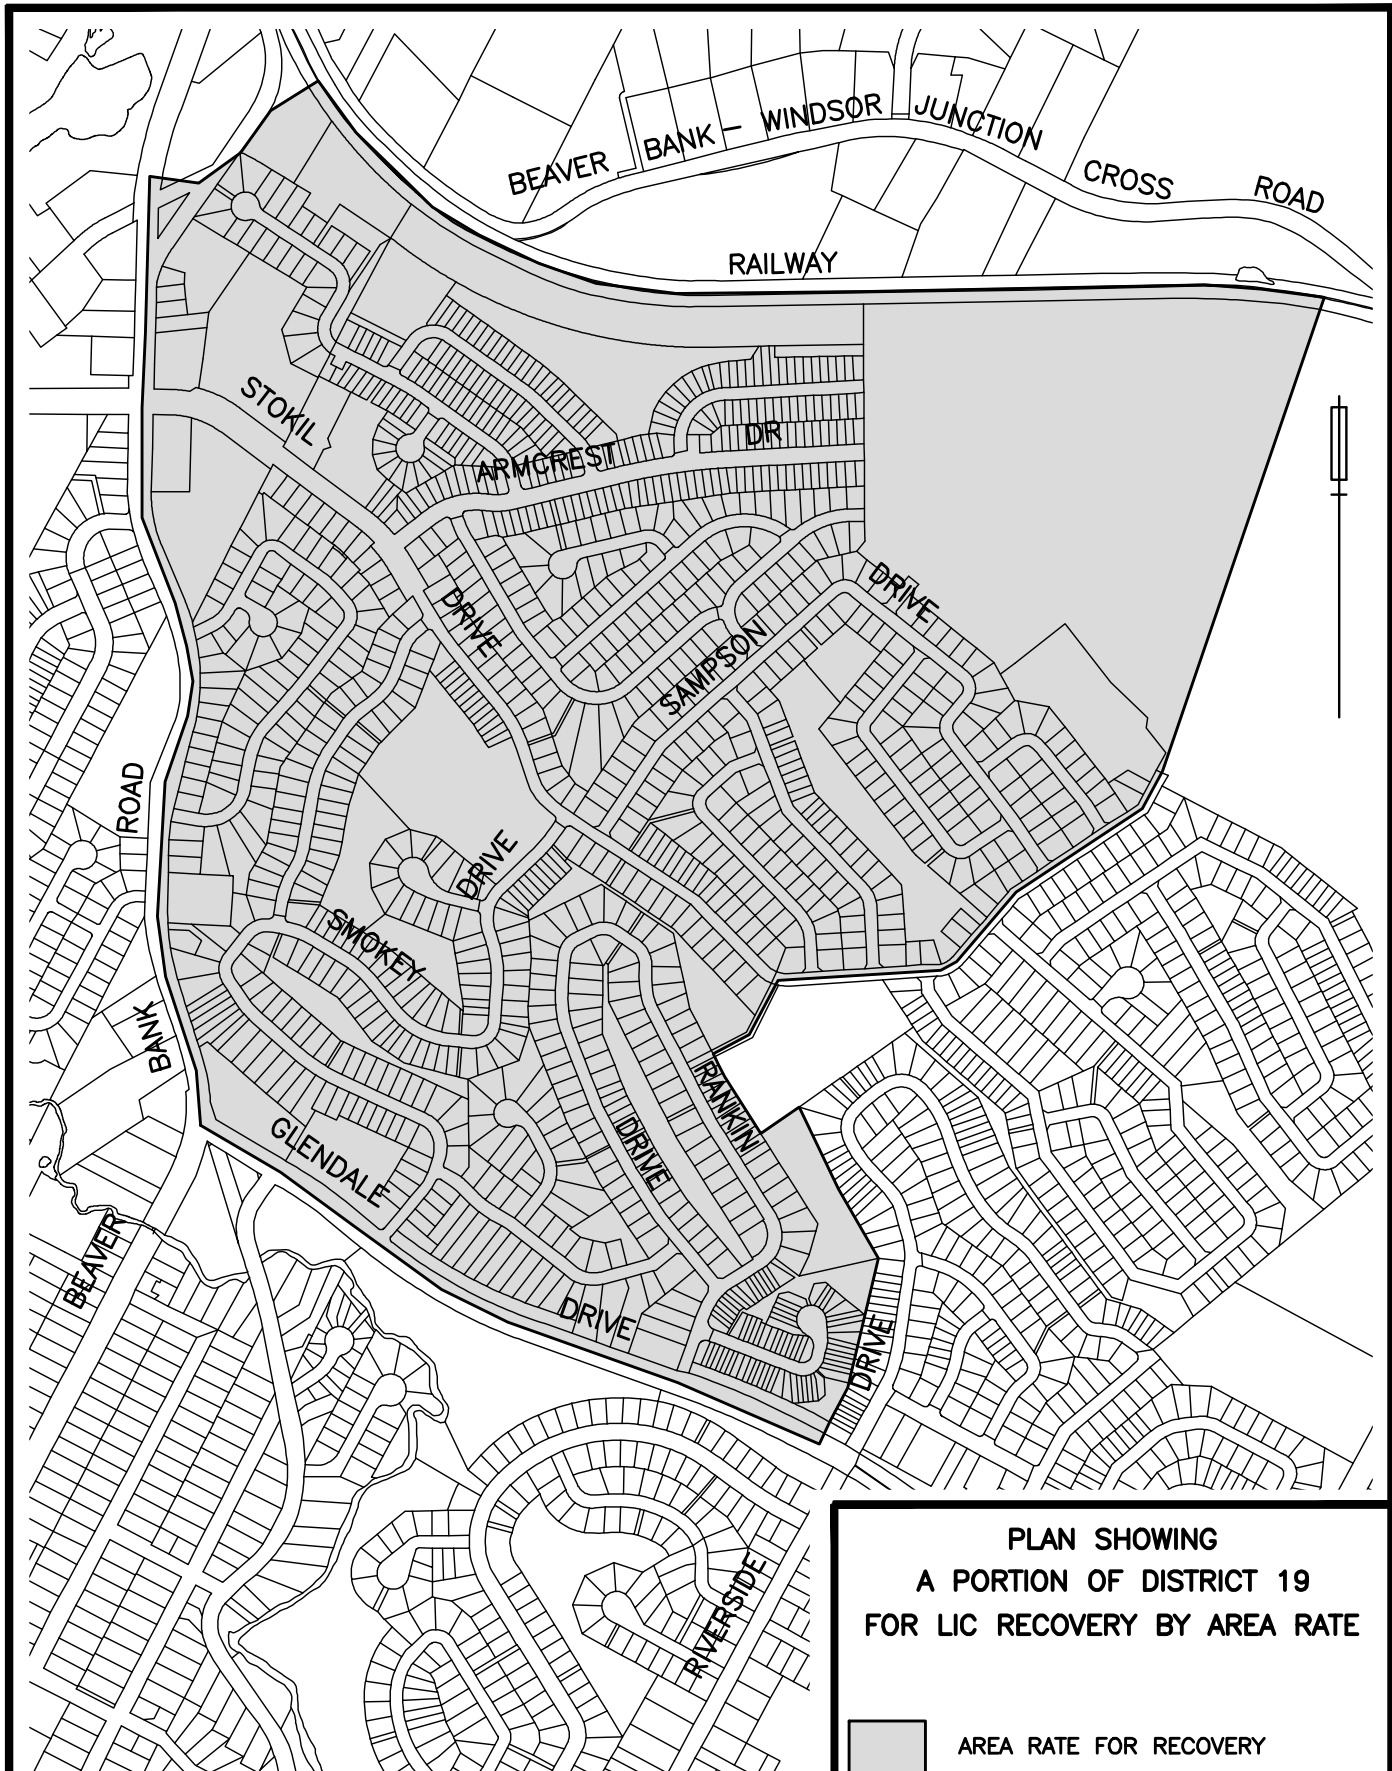 BEAVER BANK - WINDSOR JUNCTION CROSS ROAD
RAILWAY
STOKIL DRIVE
ARMCREST DR
SAMPSON DRIVE
SMOKEY DRIVE
RANKIN DRIVE
GLENDALE DRIVE
BEAVER BANK ROAD
DRIVE
RIVERSIDE
PLAN SHOWING
A PORTION OF DISTRICT 19
FOR LIC RECOVERY BY AREA RATE
AREA RATE FOR RECOVERY